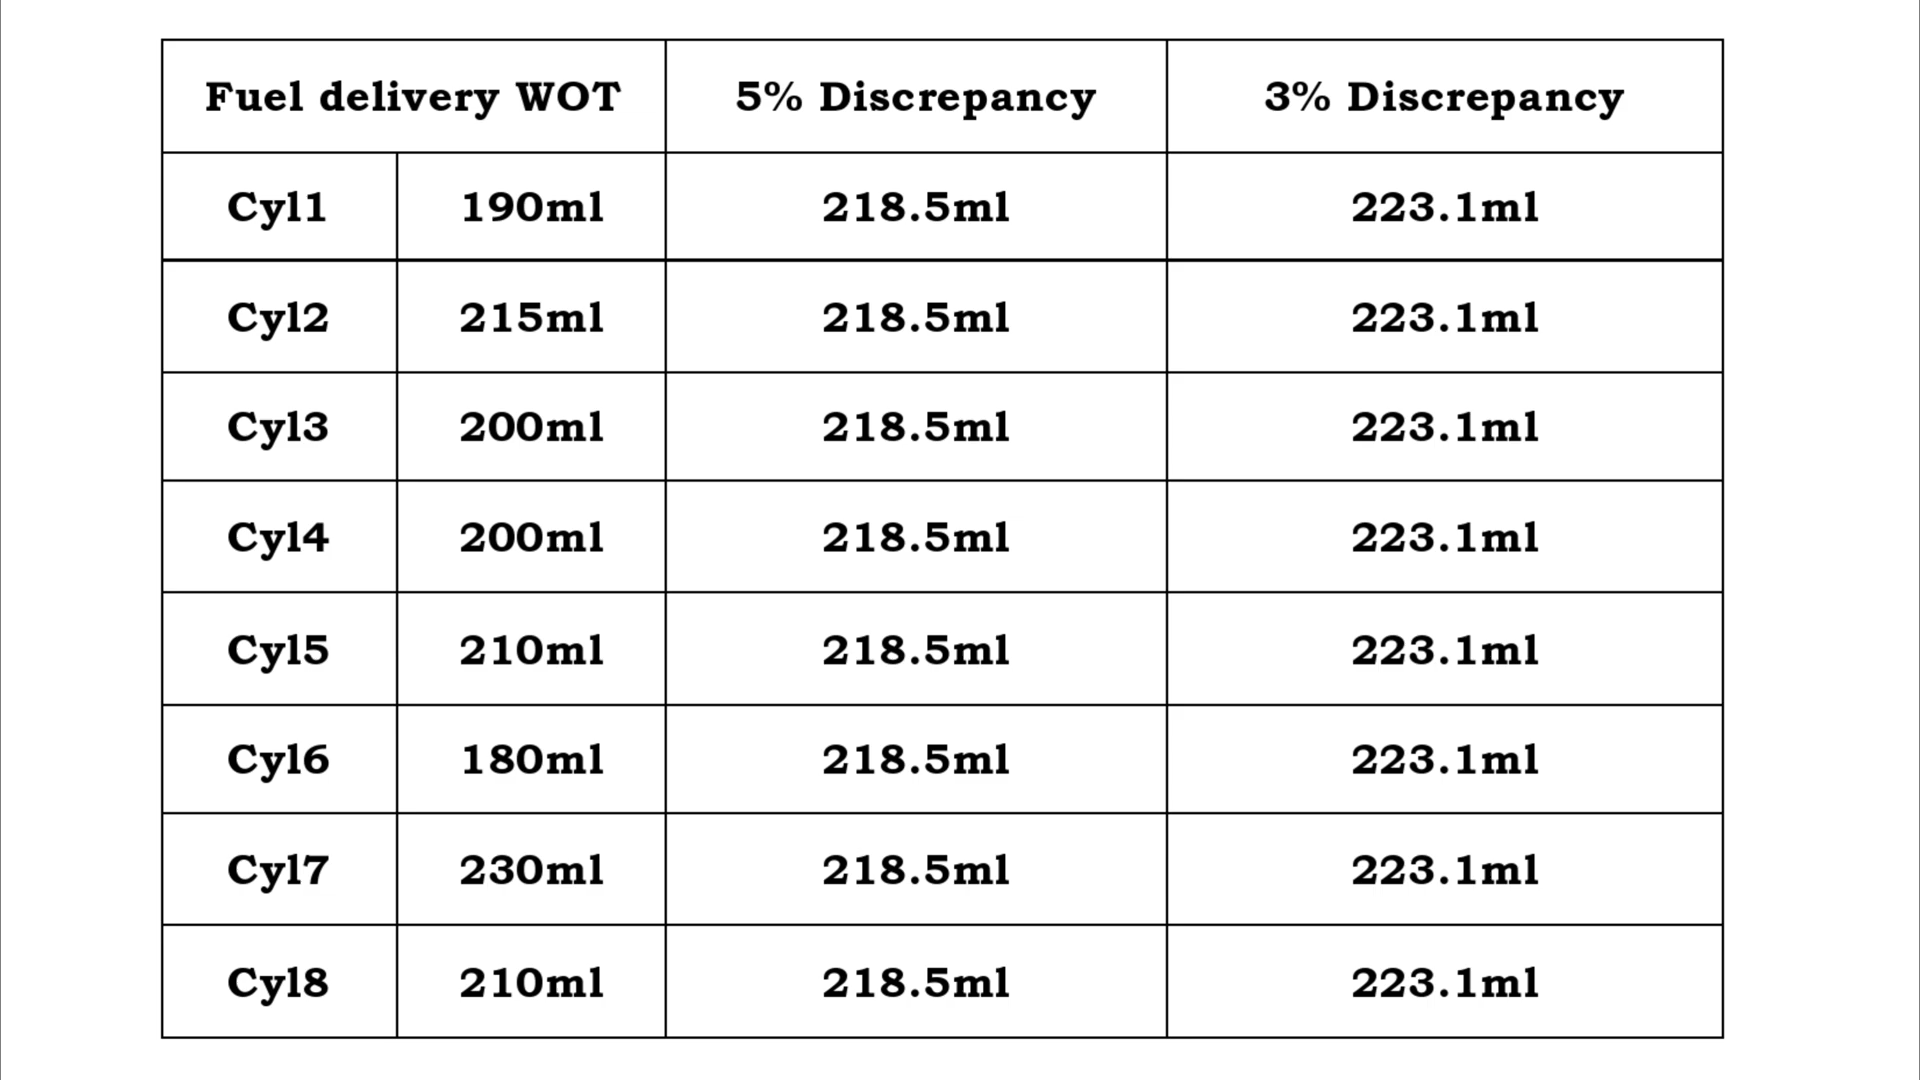 Fuel delivery WOT 5% Discrepancy 3% Discrepancy
Cyl1 190ml 218.5ml 223.1ml
Cyl2 215ml 218.5ml 223.1ml
Cyl3 200ml 218.5ml 223.1ml
Cyl4 200ml 218.5ml 223.1ml
Cyl5 210ml 218.5ml 223.1ml
Cyl6 180ml 218.5ml 223.1ml
Cyl7 230ml 218.5ml 223.1ml
Cyl8 210ml 218.5ml 223.1ml